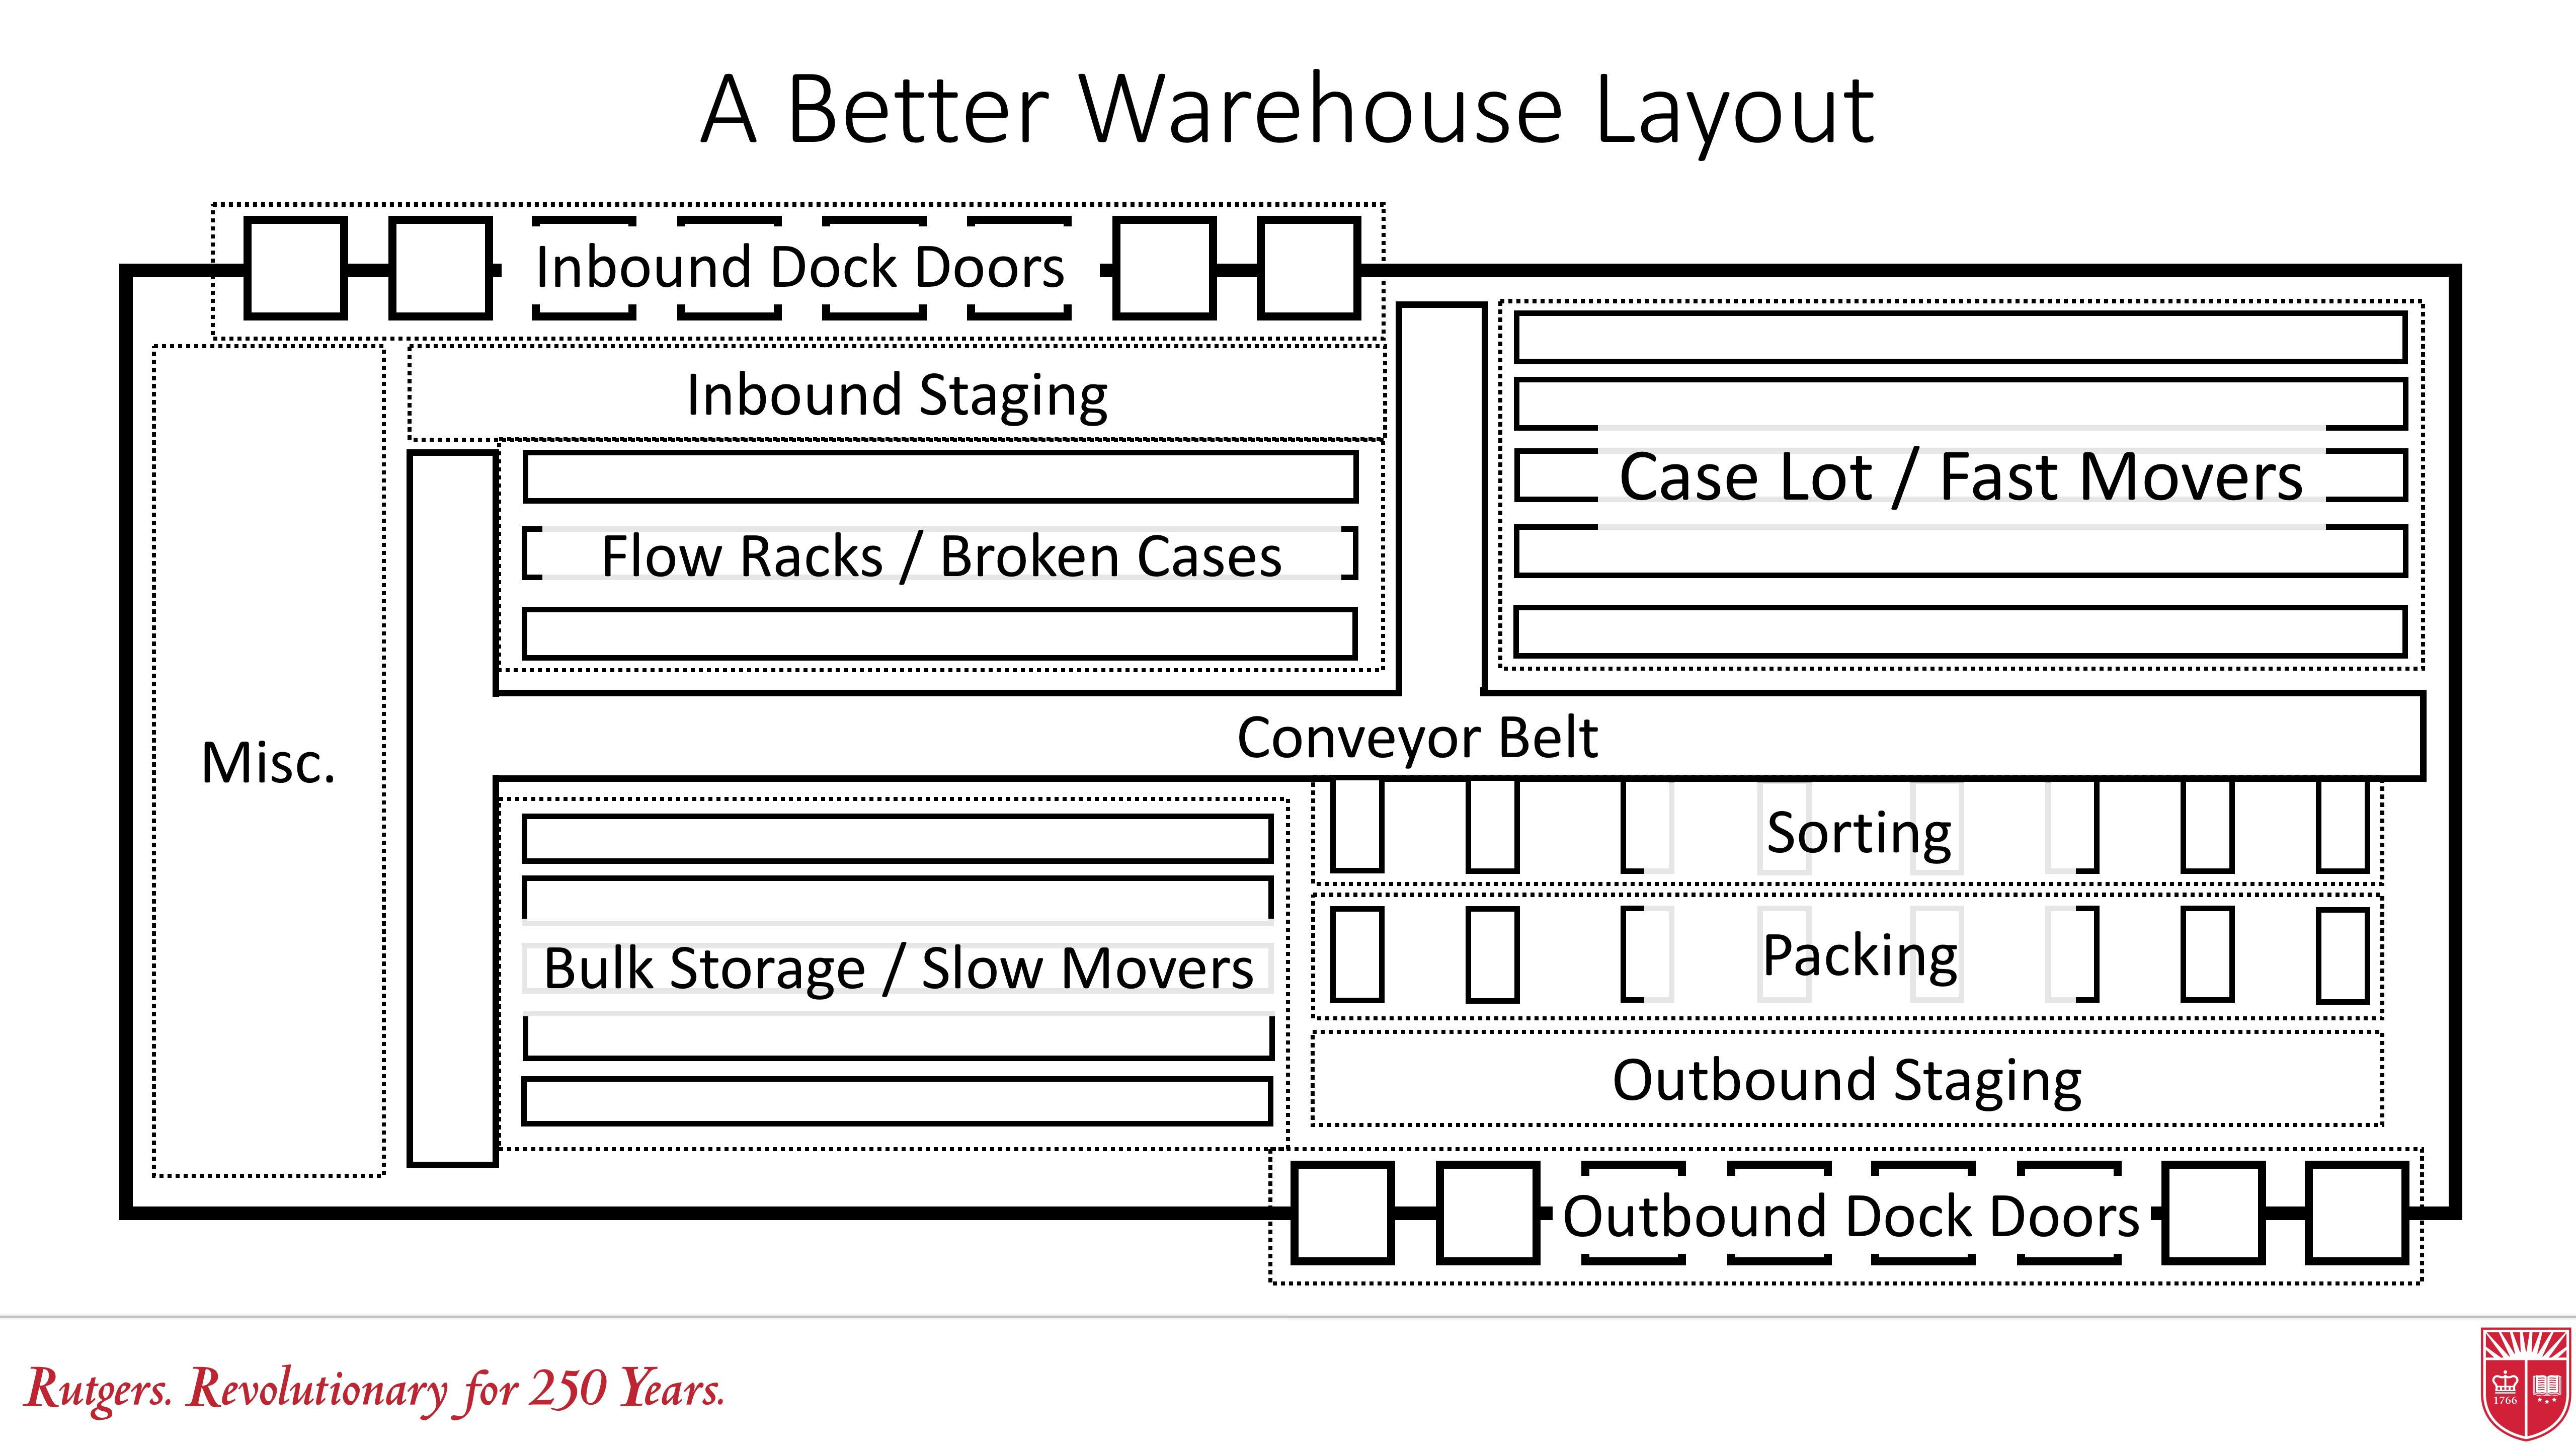 A Better Warehouse Layout
Inbound Dock Doors
Inbound Staging
Case Lot / Fast Movers
Flow Racks / Broken Cases
Conveyor Belt
Misc.
Sorting
Packing
Bulk Storage / Slow Movers
Outbound Staging
Outbound Dock Doors
Rutgers. Revolutionary for 250 Years.
1766